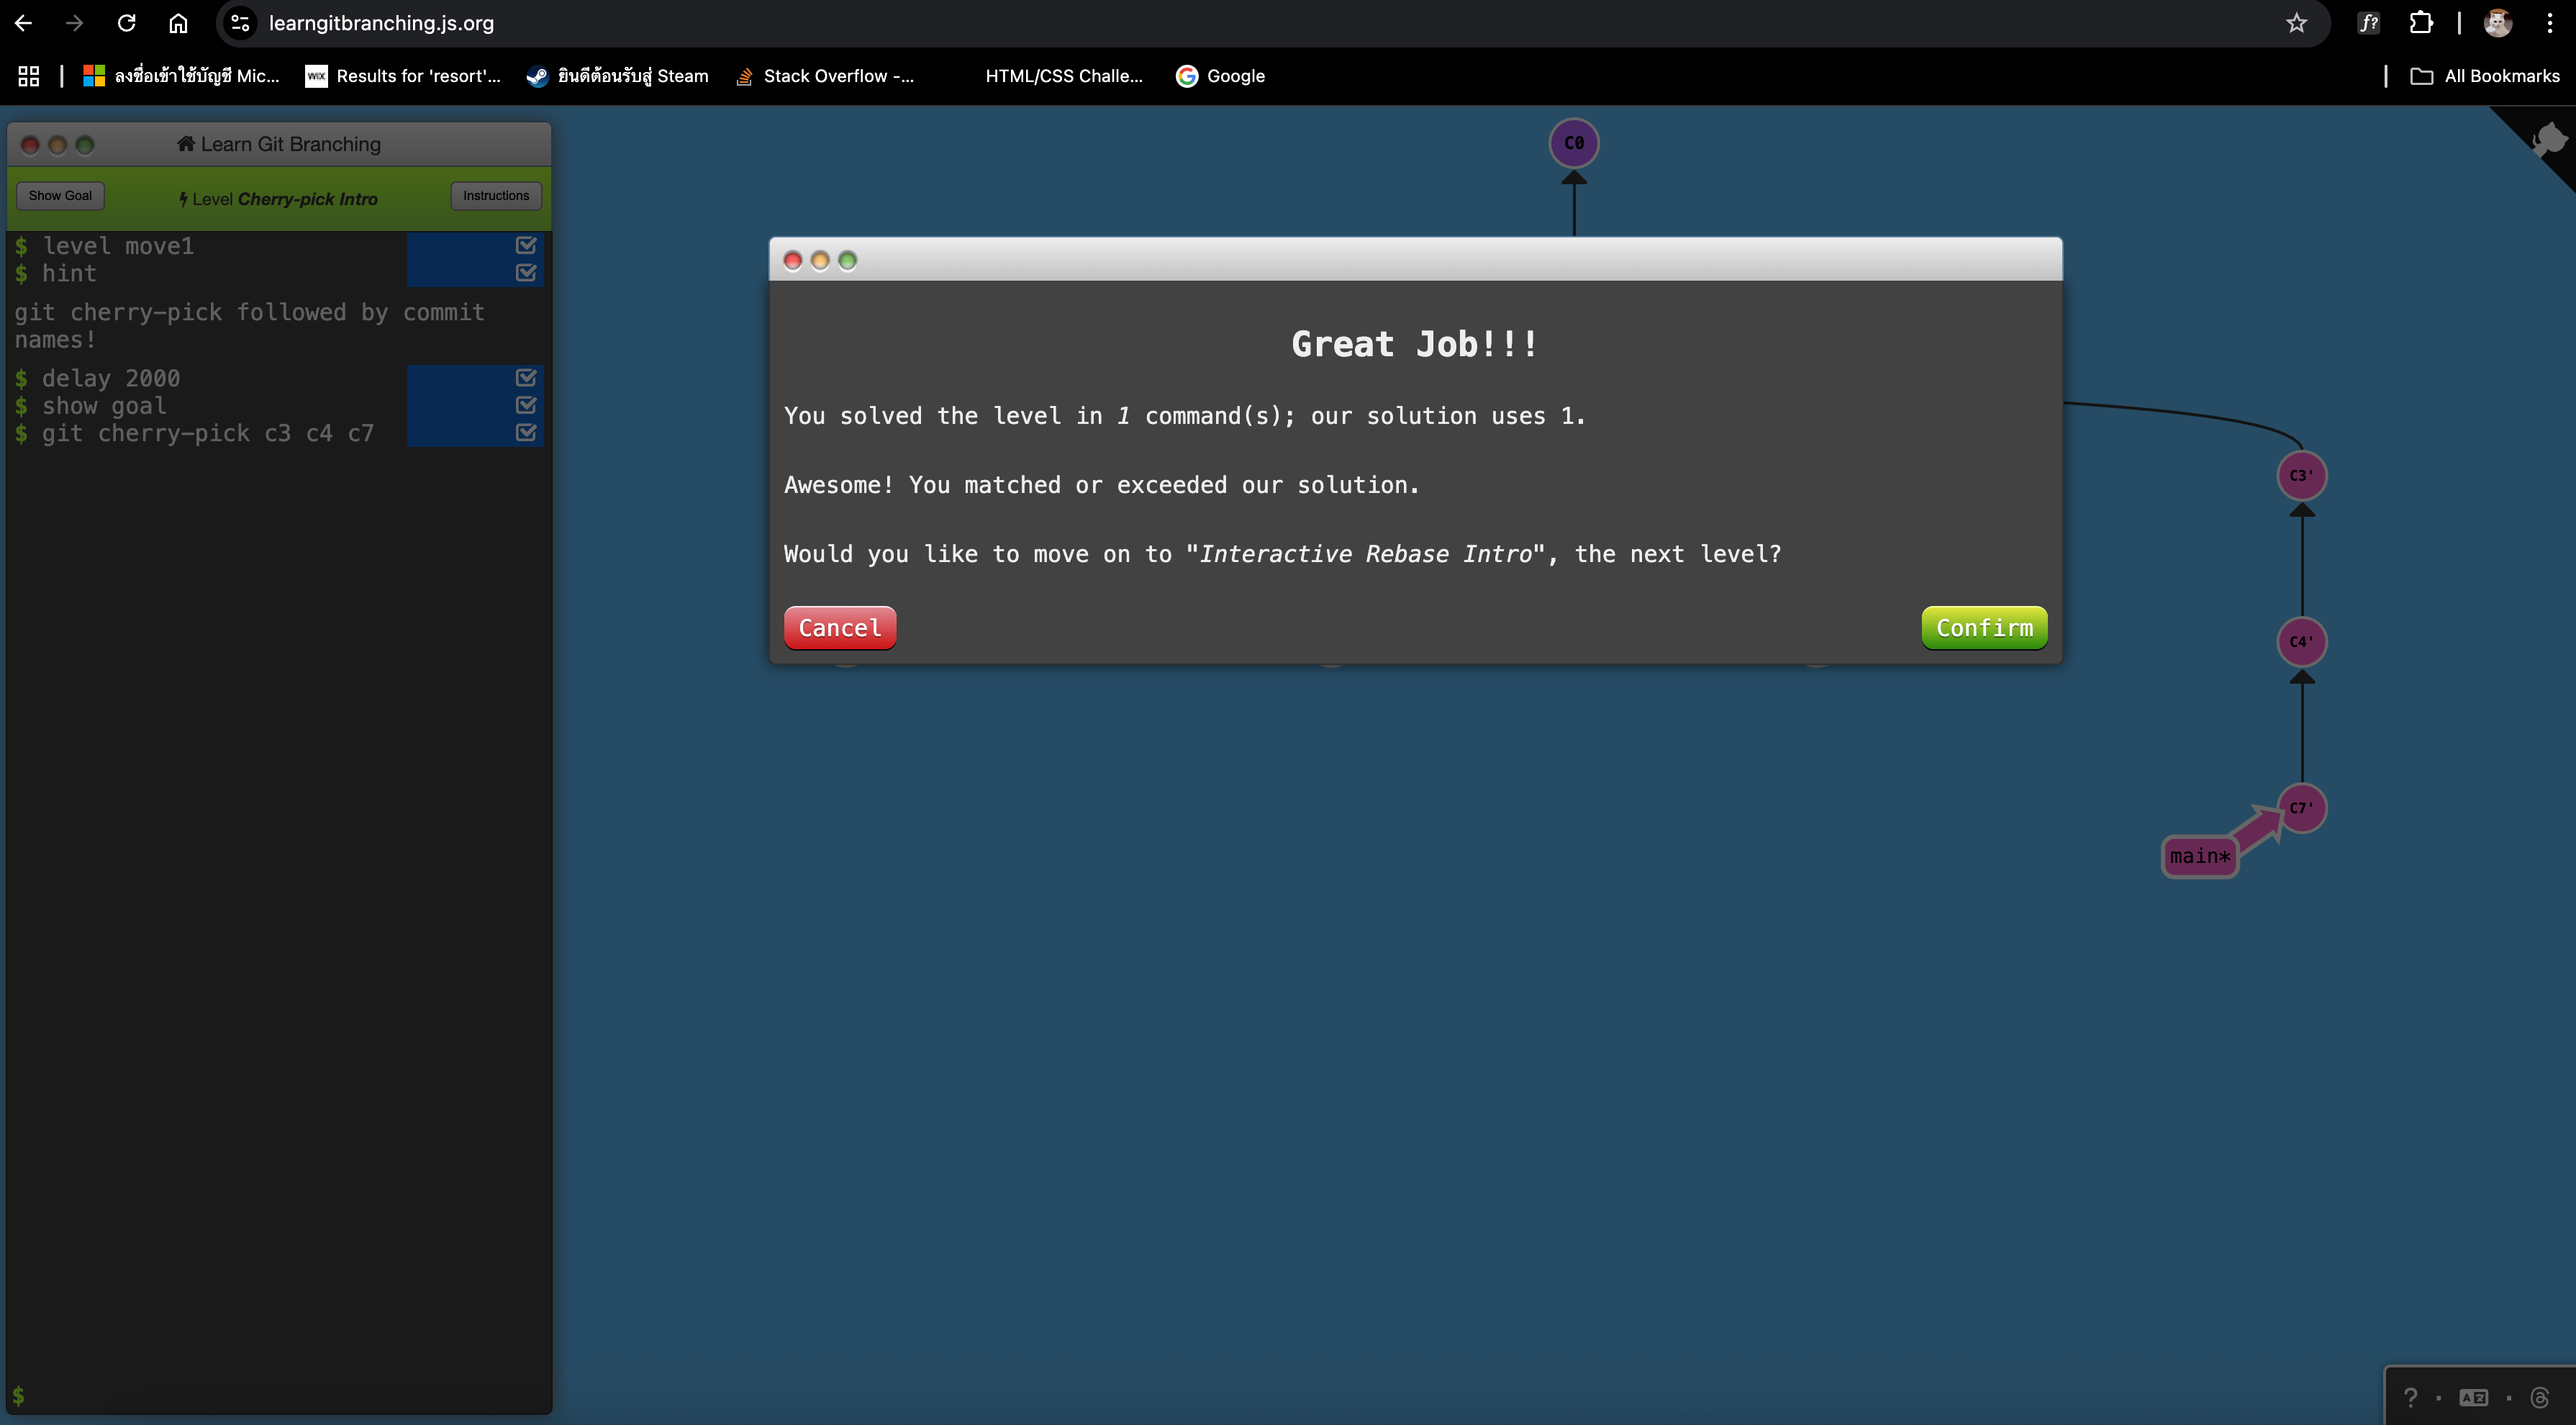 learngitbranching.js.org
ลงชื่อเข้าใช้บัญชี Mic...
WIX Results for 'resort'...
ยินดีต้อนรับสู่ Steam
Stack Overflow -...
HTML/CSS Challe...
Google
All Bookmarks
Learn Git Branching
Show Goal
Level Cherry-pick Intro
Instructions
$ level move1
$ hint
git cherry-pick followed by commit
names!
$ delay 2000
$ show goal
$ git cherry-pick c3 c4 c7
$
C0
Great Job!!!
You solved the level in 1 command(s); our solution uses 1.
Awesome! You matched or exceeded our solution.
Would you like to move on to "Interactive Rebase Intro", the next level?
Cancel
Confirm
C3'
C4'
C7'
main*